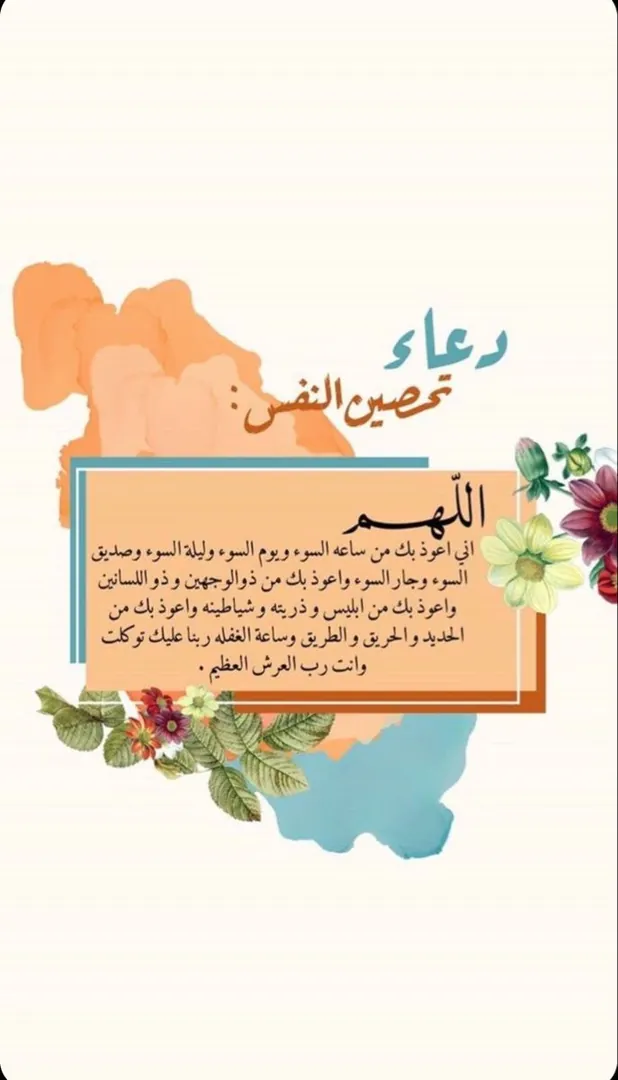 دعاء
تحصين النفس :
اللّهم
اني اعوذ بك من ساعه السوء ويوم السوء وليلة السوء وصديق
السوء وجار السوء واعوذ بك من ذوالوجهين و ذو اللسانين
واعوذ بك من ابليس و ذريته و شياطينه واعوذ بك من
الحديد و الحريق و الطريق وساعة الغفله ربنا عليك توكلت
وانت رب العرش العظيم .